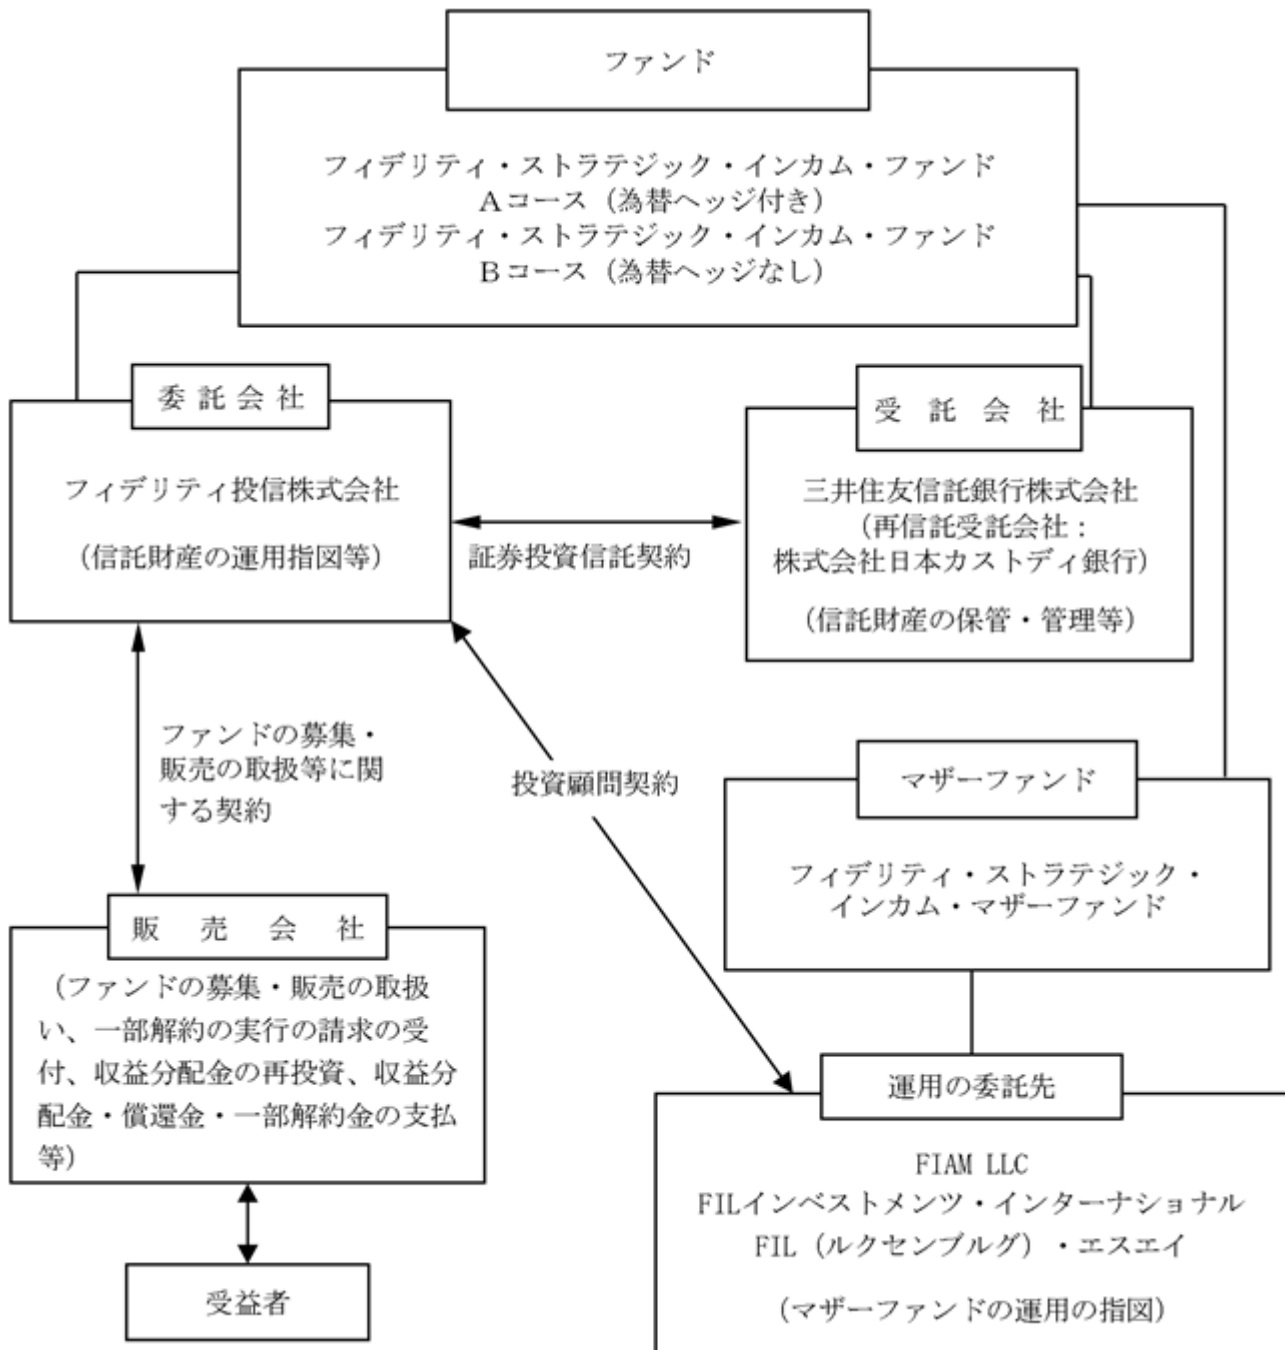 ファンド
フィデリティ・ストラテジック・インカム・ファンド
Aコース（為替ヘッジ付き）
フィデリティ・ストラテジック・インカム・ファンド
Bコース（為替ヘッジなし）
委託会社
フィデリティ投信株式会社
（信託財産の運用指図等）
証券投資信託契約
受託会社
三井住友信託銀行株式会社
（再信託受託会社：
株式会社日本カストディ銀行）
（信託財産の保管・管理等）
ファンドの募集・
販売の取扱等に関
する契約
投資顧問契約
マザーファンド
フィデリティ・ストラテジック・
インカム・マザーファンド
販売会社
（ファンドの募集・販売の取扱
い、一部解約の実行の請求の受
付、収益分配金の再投資、収益分
配金・償還金・一部解約金の支払
等）
運用の委託先
FIAM LLC
FILインベストメンツ・インターナショナル
FIL（ルクセンブルグ）・エスエイ
（マザーファンドの運用の指図）
受益者